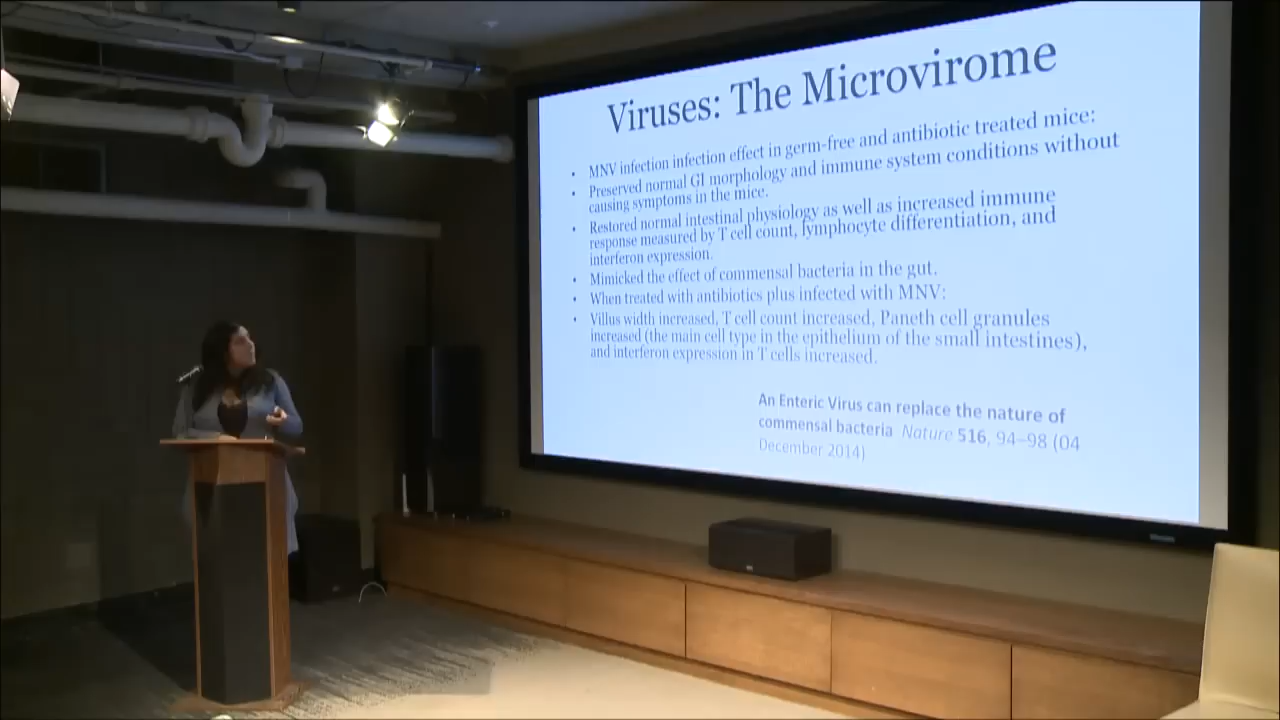 Viruses: The Microvirome
• MNV infection infection effect in germ-free and antibiotic treated mice:
• Preserved normal GI morphology and immune system conditions without
causing symptoms in the mice.
• Restored normal intestinal physiology as well as increased immune
response measured by T cell count, lymphocyte differentiation, and
interferon expression.
• Mimicked the effect of commensal bacteria in the gut.
• When treated with antibiotics plus infected with MNV:
• Villus width increased, T cell count increased, Paneth cell granules
increased (the main cell type in the epithelium of the small intestines),
and interferon expression in T cells increased.
An Enteric Virus can replace the nature of
commensal bacteria Nature 516, 94–98 (04
December 2014)